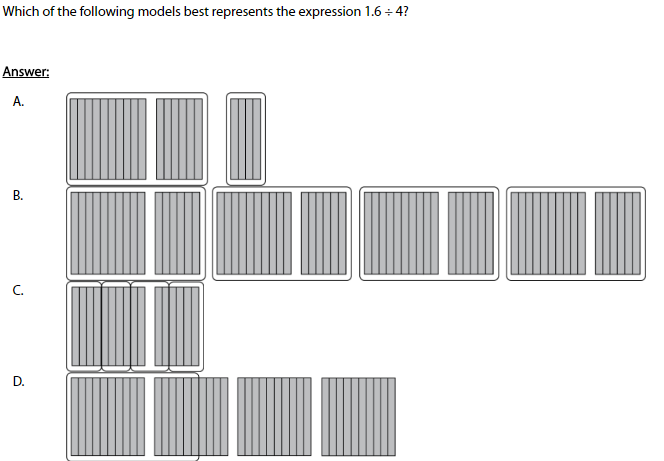 Which of the following models best represents the expression 1.6 ÷ 4?
Answer:
A.
B.
C.
D.